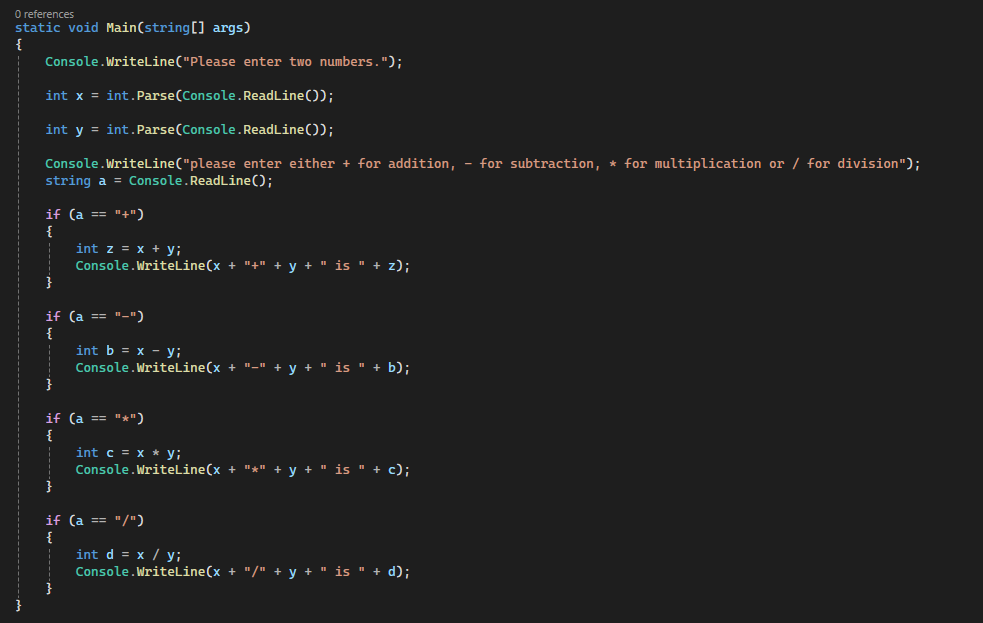 0 references
static void Main(string[] args)
{
    Console.WriteLine("Please enter two numbers.");

    int x = int.Parse(Console.ReadLine());

    int y = int.Parse(Console.ReadLine());

    Console.WriteLine("please enter either + for addition, - for subtraction, * for multiplication or / for division");
    string a = Console.ReadLine();

    if (a == "+")
    {
        int z = x + y;
        Console.WriteLine(x + "+" + y + " is " + z);
    }

    if (a == "-")
    {
        int b = x - y;
        Console.WriteLine(x + "-" + y + " is " + b);
    }

    if (a == "*")
    {
        int c = x * y;
        Console.WriteLine(x + "*" + y + " is " + c);
    }

    if (a == "/")
    {
        int d = x / y;
        Console.WriteLine(x + "/" + y + " is " + d);
    }
}